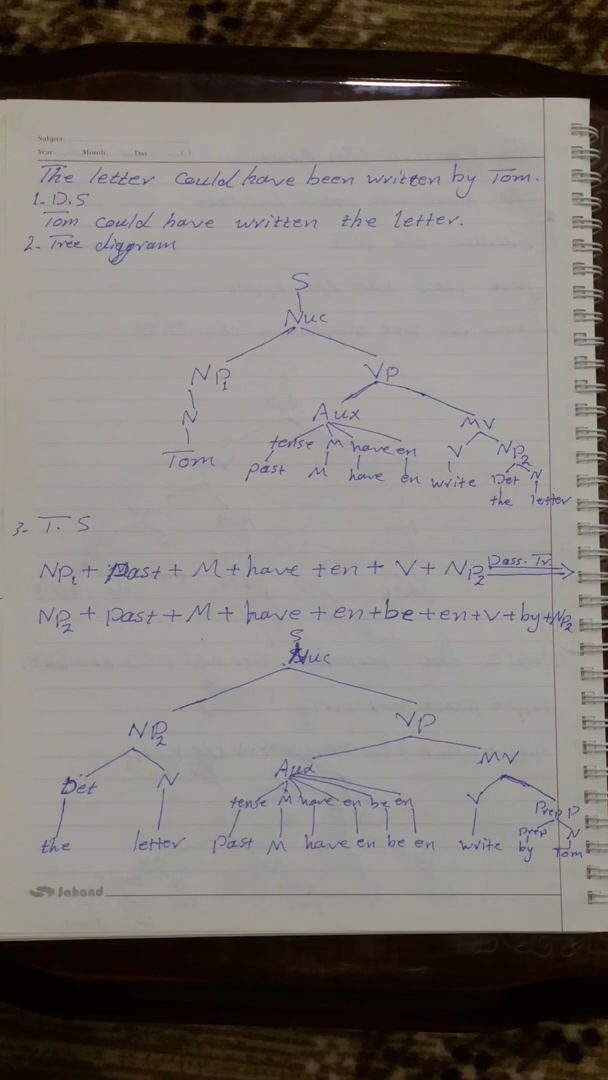 Subject:
Year: Month: Day ( )
The letter could have been written by Tom.
1. D.S
Tom could have written the letter.
2. Tree diagram
S
Nuc
NP1 VP
N Aux MV
Tom tense M have en V NP2
past M have en write Det N
the letter
3- T. S
NP1 + past + M + have + en + V + NP2 Pass. Tr.
NP2 + past + M + have + en + be + en + V + by + NP2
S
Nuc
NP2 VP
Det N Aux MV
tense M have en be en V Prep P
Prep N
the letter past M have en be en write by Tom
Sahand